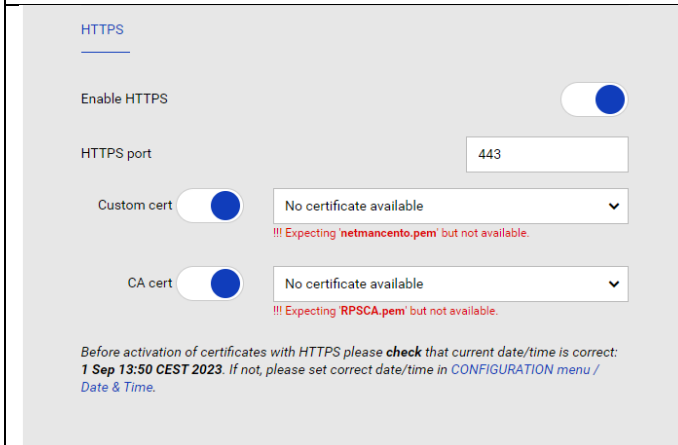 HTTPS
Enable HTTPS
HTTPS port 443
Custom cert No certificate available
!!! Expecting 'netmancento.pem' but not available.
CA cert No certificate available
!!! Expecting 'RPSCA.pem' but not available.
Before activation of certificates with HTTPS please check that current date/time is correct:
1 Sep 13:50 CEST 2023. If not, please set correct date/time in CONFIGURATION menu /
Date & Time.